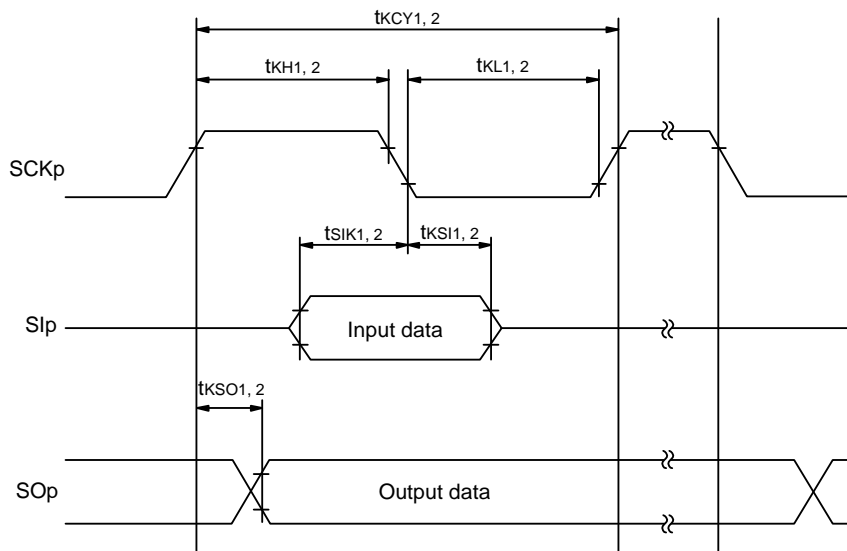 tKCY1, 2
tKH1, 2
tKL1, 2
SCKp
tSIK1, 2
tKSI1, 2
SIp
Input data
tKSO1, 2
SOp
Output data